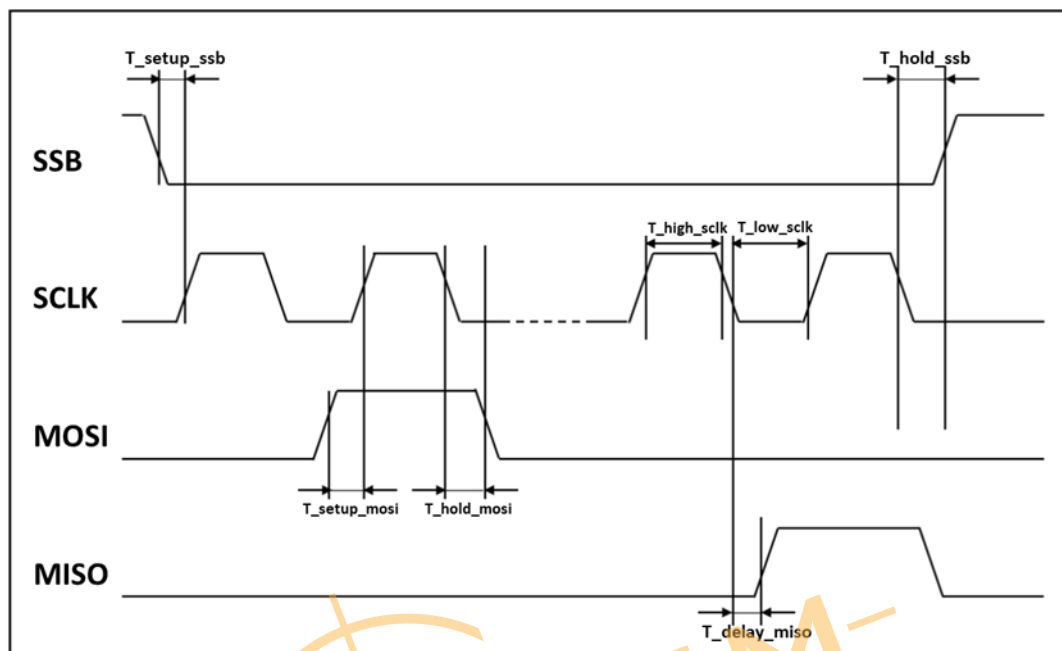 T_setup_ssb
T_hold_ssb
SSB
T_high_sclk
T_low_sclk
SCLK
MOSI
T_setup_mosi
T_hold_mosi
MISO
T_delay_miso